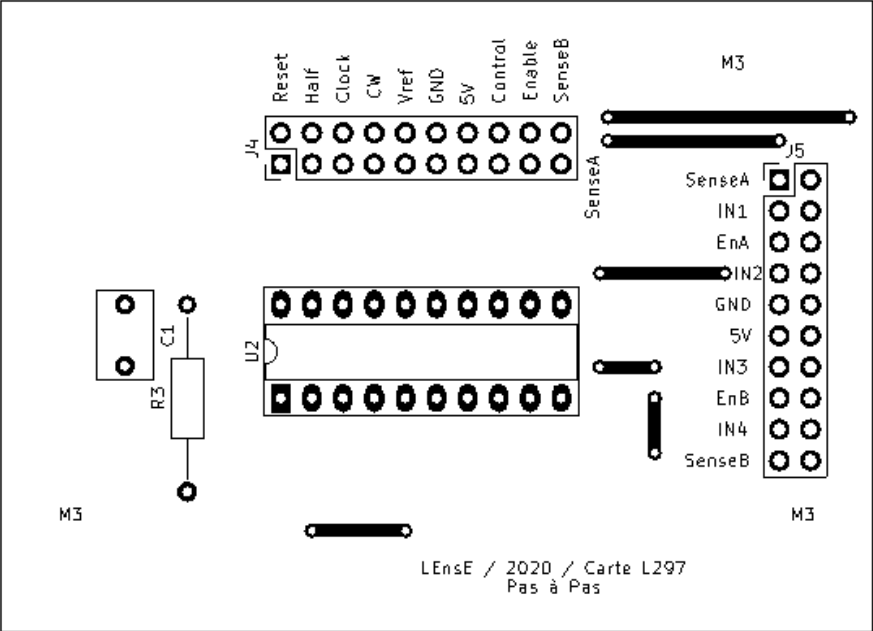 Reset
Half
Clock
CW
Vref
GND
5V
Control
Enable
SenseB
M3
J4
SenseA
J5
SenseA
IN1
EnA
IN2
GND
5V
IN3
EnB
IN4
SenseB
C1
R3
U2
M3
M3
LEnsE / 2020 / Carte L297
Pas à Pas